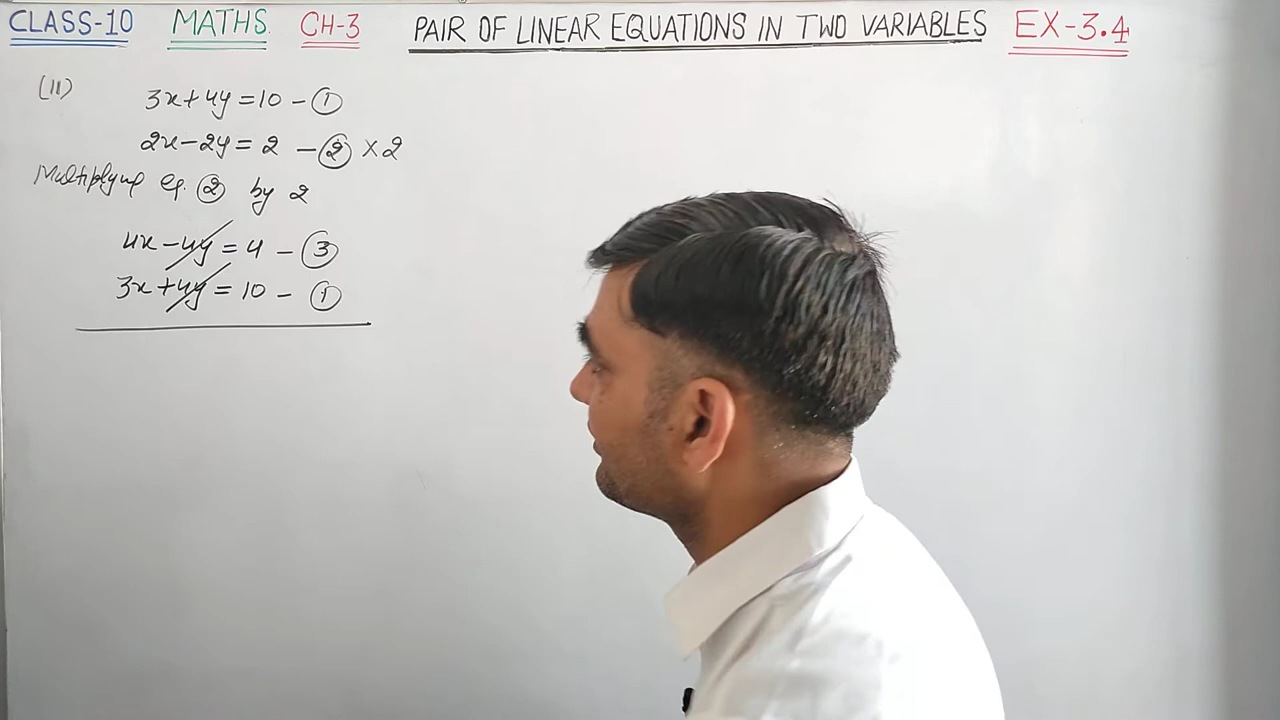 CLASS-10 MATHS. CH-3 PAIR OF LINEAR EQUATIONS IN TWO VARIABLES EX-3.4
(II)
3x+4y=10 - ①
2x-2y=2 - ② ×2
Multiplying eq. ② by 2
4x-4y=4 - ③
3x+4y=10 - ①